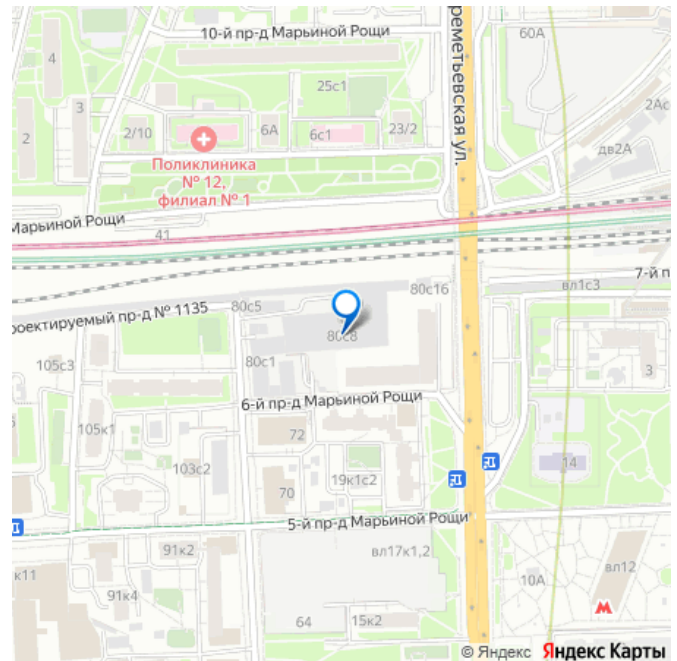 10-й пр-д Марьиной Рощи
реметьевская ул.
60А
4
3
2
25с1
2Ас
2/10
6А
6с1
23/2
дв2А
Поликлиника
№ 12,
филиал № 1
Марьиной Рощи
41
7-й п
80с16
вл1с3
роектируемый пр-д № 1135
80с5
80с8
105с3
80с1
3
6-й пр-д Марьиной Рощи
105к1
72
103с2
14
19к1с2
70
5-й пр-д Марьиной Рощи
91к2
вл17к1,2
к11
10А
вл12
91к4
64
15к2
© Яндекс Яндекс Карты